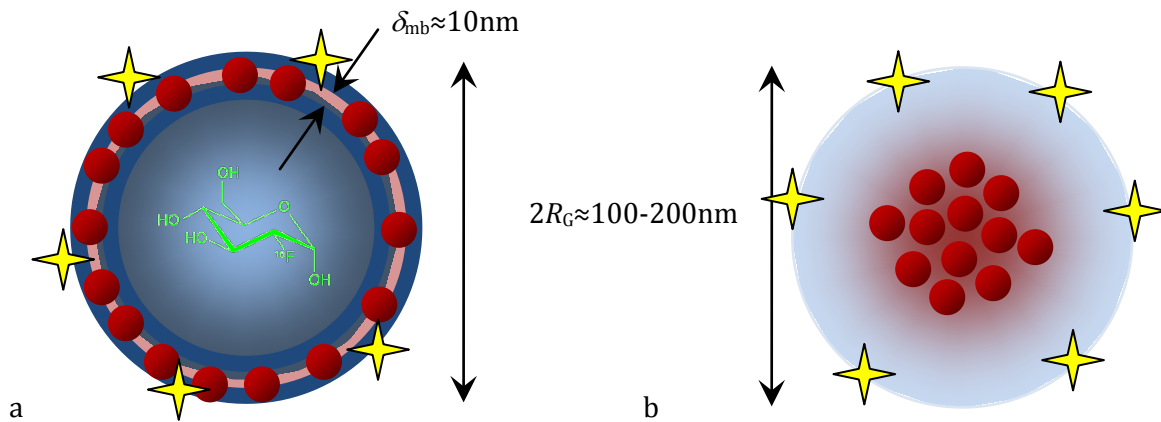 δmb≈10nm
OH
HO
O
HO
¹⁸F
OH
2RG≈100-200nm
a
b